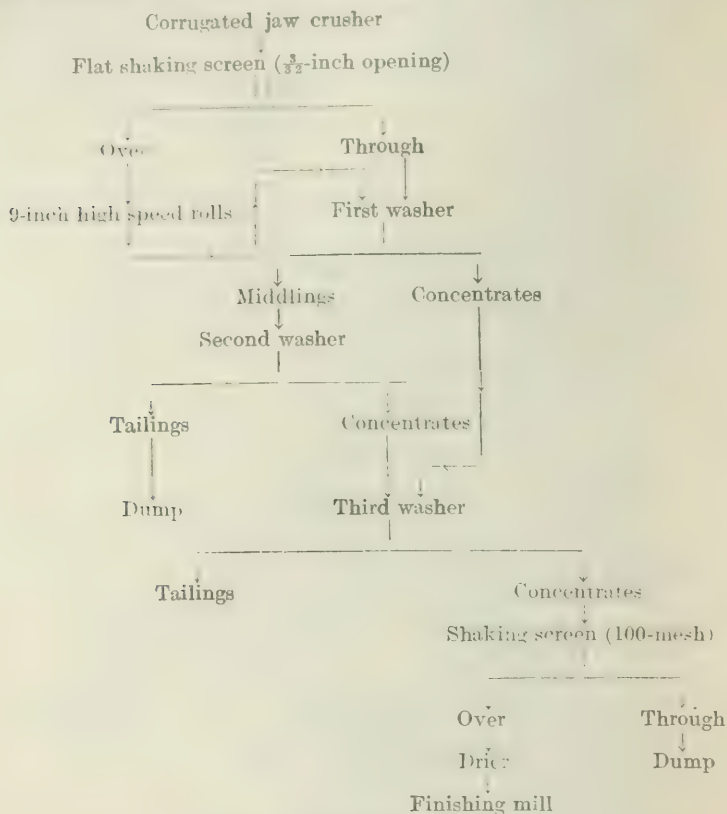 Corrugated jaw crusher
Flat shaking screen (3/32-inch opening)
Over Through
9-inch high speed rolls First washer
Middlings Concentrates
Second washer
Tailings Concentrates
Dump Third washer
Tailings Concentrates
Shaking screen (100-mesh)
Over Through
Drier Dump
Finishing mill